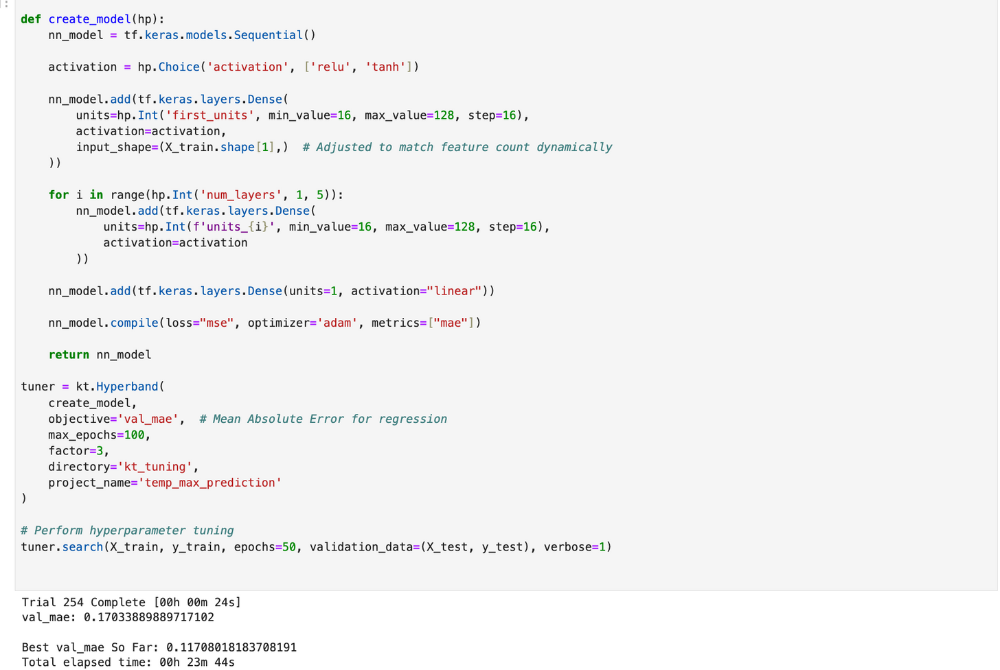 def create_model(hp):
    nn_model = tf.keras.models.Sequential()
    activation = hp.Choice('activation', ['relu', 'tanh'])
    nn_model.add(tf.keras.layers.Dense(
        units=hp.Int('first_units', min_value=16, max_value=128, step=16),
        activation=activation,
        input_shape=(X_train.shape[1],)  # Adjusted to match feature count dynamically
    ))
    for i in range(hp.Int('num_layers', 1, 5)):
        nn_model.add(tf.keras.layers.Dense(
            units=hp.Int(f'units_{i}', min_value=16, max_value=128, step=16),
            activation=activation
        ))
    nn_model.add(tf.keras.layers.Dense(units=1, activation="linear"))
    nn_model.compile(loss="mse", optimizer='adam', metrics=["mae"])
    return nn_model
tuner = kt.Hyperband(
    create_model,
    objective='val_mae',  # Mean Absolute Error for regression
    max_epochs=100,
    factor=3,
    directory='kt_tuning',
    project_name='temp_max_prediction'
)
# Perform hyperparameter tuning
tuner.search(X_train, y_train, epochs=50, validation_data=(X_test, y_test), verbose=1)
Trial 254 Complete [00h 00m 24s]
val_mae: 0.17033889889717102
Best val_mae So Far: 0.11708018183708191
Total elapsed time: 00h 23m 44s